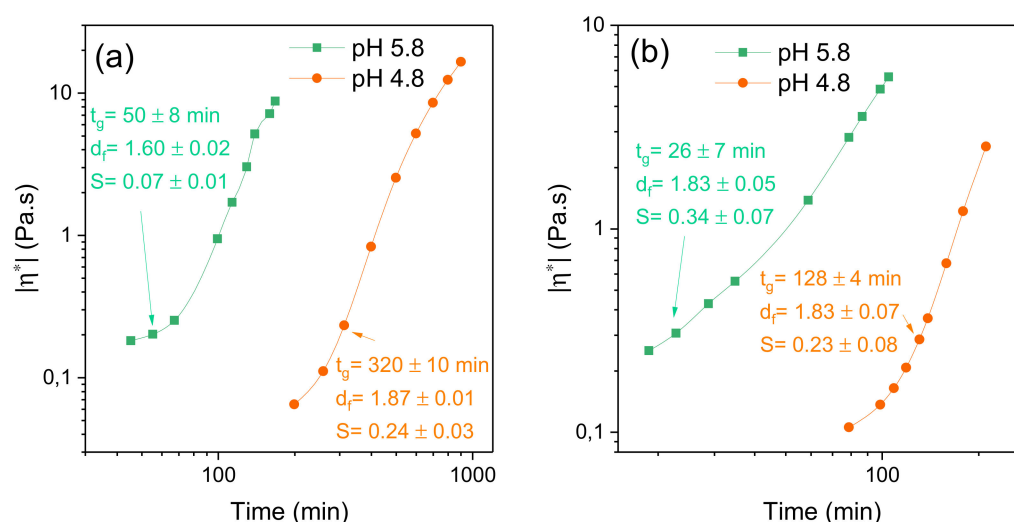 (a)
pH 5.8
pH 4.8
10
1
0,1
|η*| (Pa.s)
t_g= 50 ± 8 min
d_f= 1.60 ± 0.02
S= 0.07 ± 0.01
t_g= 320 ± 10 min
d_f= 1.87 ± 0.01
S= 0.24 ± 0.03
100
1000
Time (min)
(b)
pH 5.8
pH 4.8
10
1
0,1
|η*| (Pa.s)
t_g= 26 ± 7 min
d_f= 1.83 ± 0.05
S= 0.34 ± 0.07
t_g= 128 ± 4 min
d_f= 1.83 ± 0.07
S= 0.23 ± 0.08
100
Time (min)